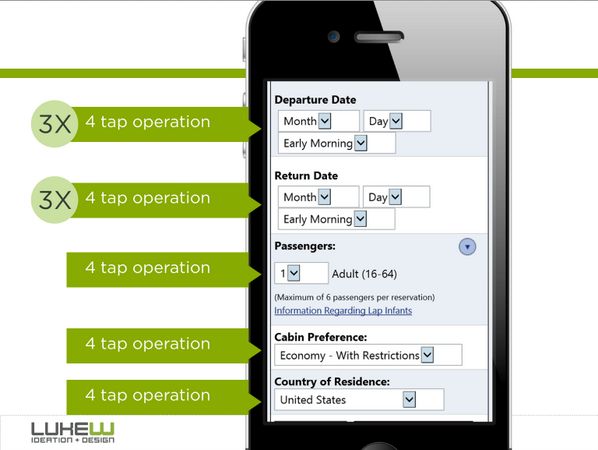 Departure Date
3X 4 tap operation
Month Day
Early Morning
Return Date
3X 4 tap operation
Month Day
Early Morning
Passengers:
4 tap operation
1 Adult (16-64)
(Maximum of 6 passengers per reservation)
Information Regarding Lap Infants
Cabin Preference:
4 tap operation
Economy - With Restrictions
Country of Residence:
4 tap operation
United States
LUKEW
IDEATION + DESIGN